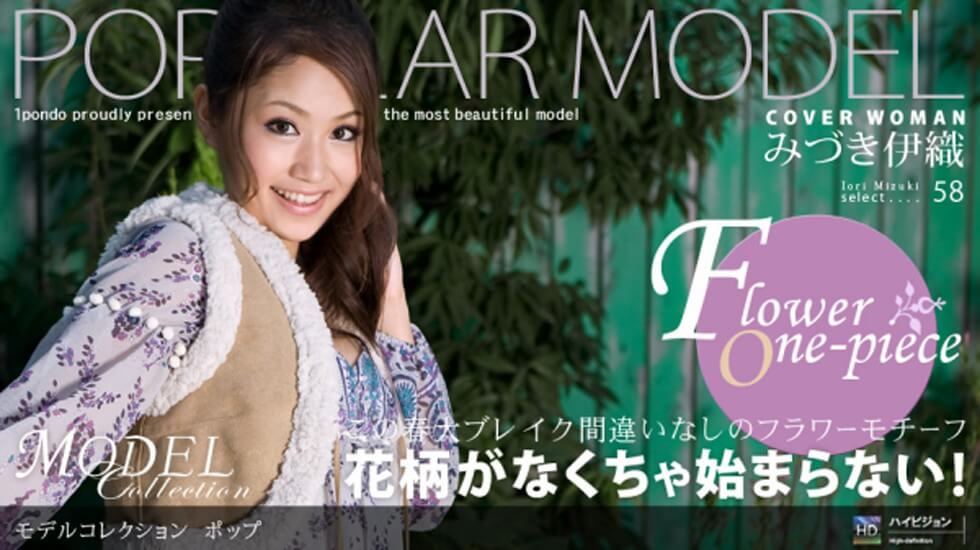 POP LAR MODEL
1pondo proudly presen the most beautiful model
COVER WOMAN
みづき伊織
Iori Mizuki
select.... 58
Flower
One-piece
この春大ブレイク間違いなしのフラワーモチーフ
花柄がなくちゃ始まらない！
MODEL
Collection
モデルコレクション ポップ
HD ハイビジョン
High-definition